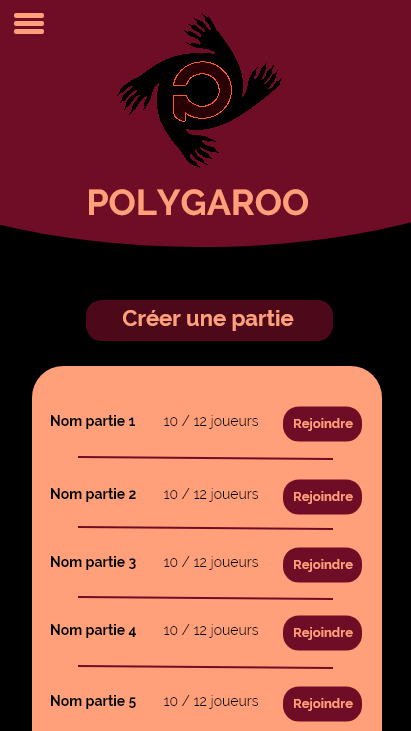 POLYGAROO
Créer une partie
Nom partie 1 10 / 12 joueurs Rejoindre
Nom partie 2 10 / 12 joueurs Rejoindre
Nom partie 3 10 / 12 joueurs Rejoindre
Nom partie 4 10 / 12 joueurs Rejoindre
Nom partie 5 10 / 12 joueurs Rejoindre